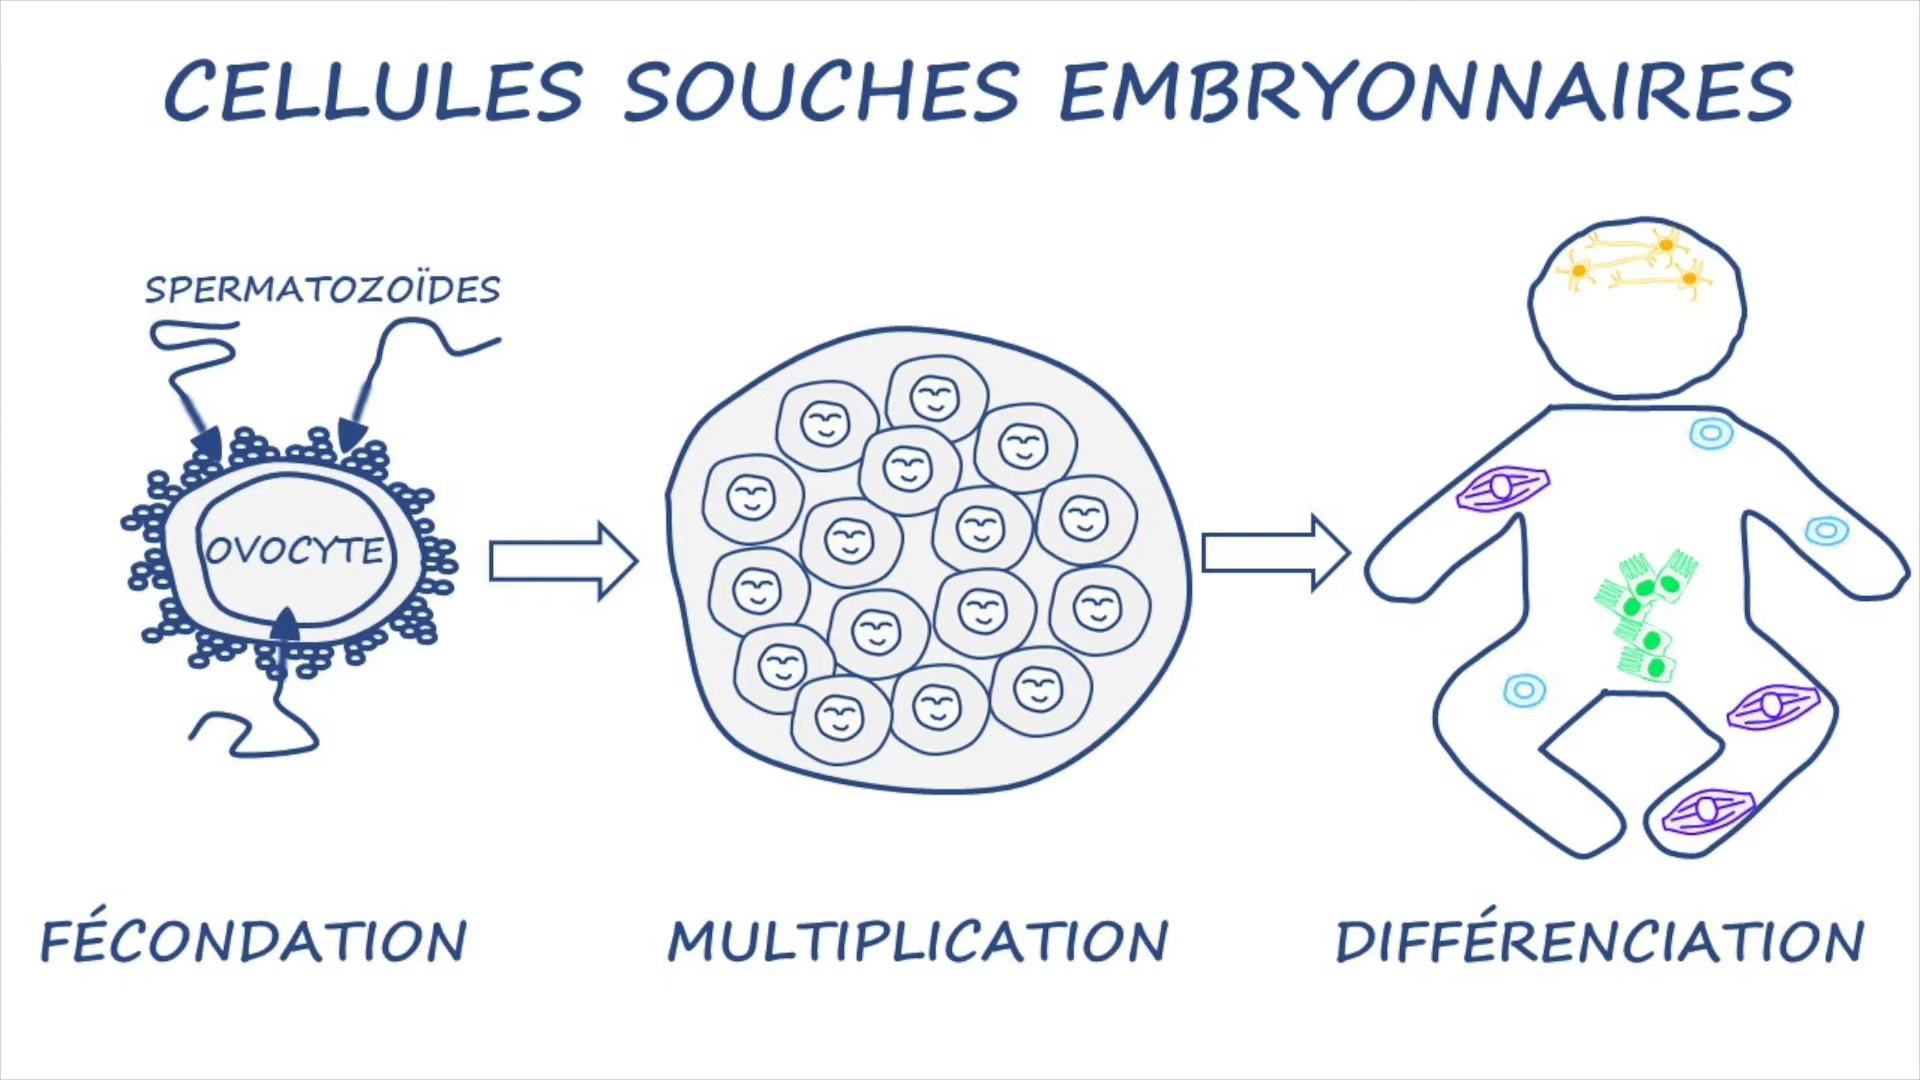 CELLULES SOUCHES EMBRYONNAIRES
SPERMATOZOÏDES
OVOCYTE
FÉCONDATION
MULTIPLICATION
DIFFÉRENCIATION